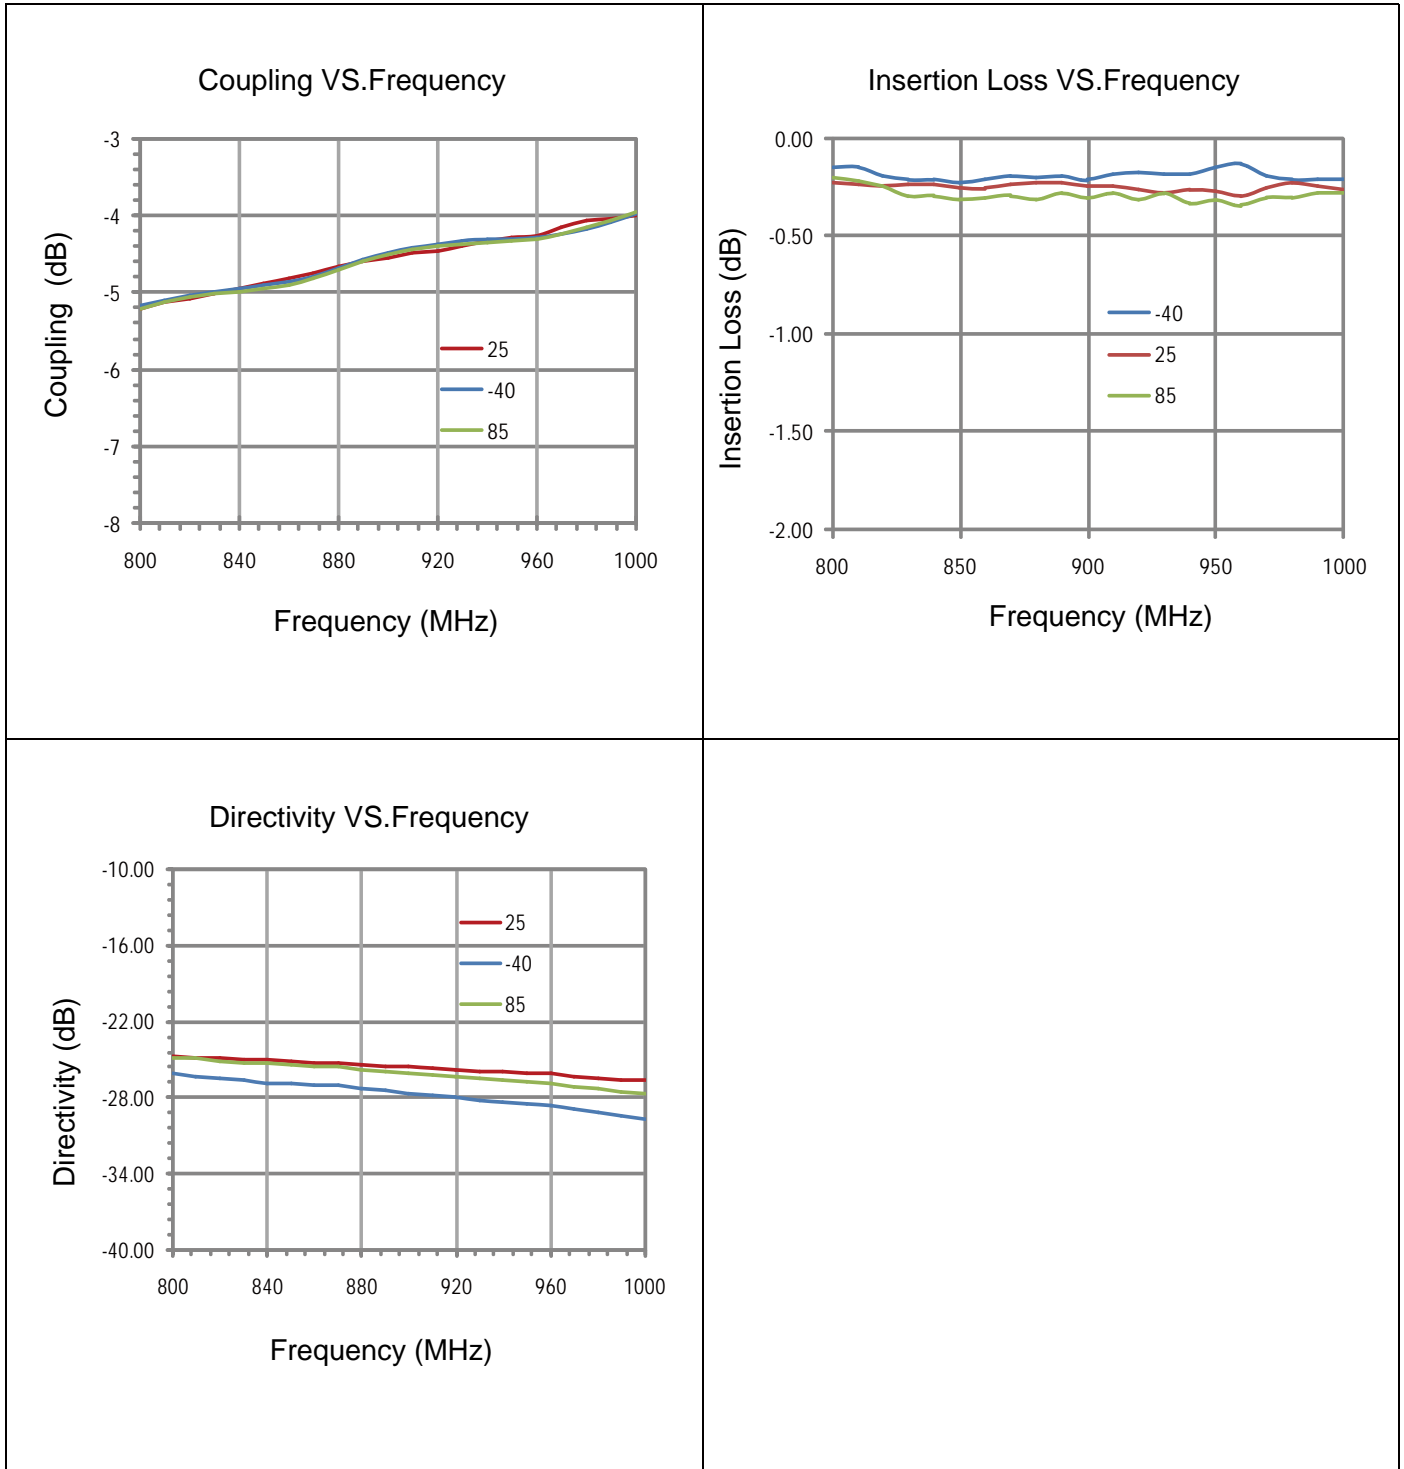 Coupling VS.Frequency
-3
-4
-5
-6
-7
-8
Coupling (dB)
25
-40
85
800 840 880 920 960 1000
Frequency (MHz)
Insertion Loss VS.Frequency
0.00
-0.50
-1.00
-1.50
-2.00
Insertion Loss (dB)
-40
25
85
800 850 900 950 1000
Frequency (MHz)
Directivity VS.Frequency
-10.00
-16.00
-22.00
-28.00
-34.00
-40.00
Directivity (dB)
25
-40
85
800 840 880 920 960 1000
Frequency (MHz)